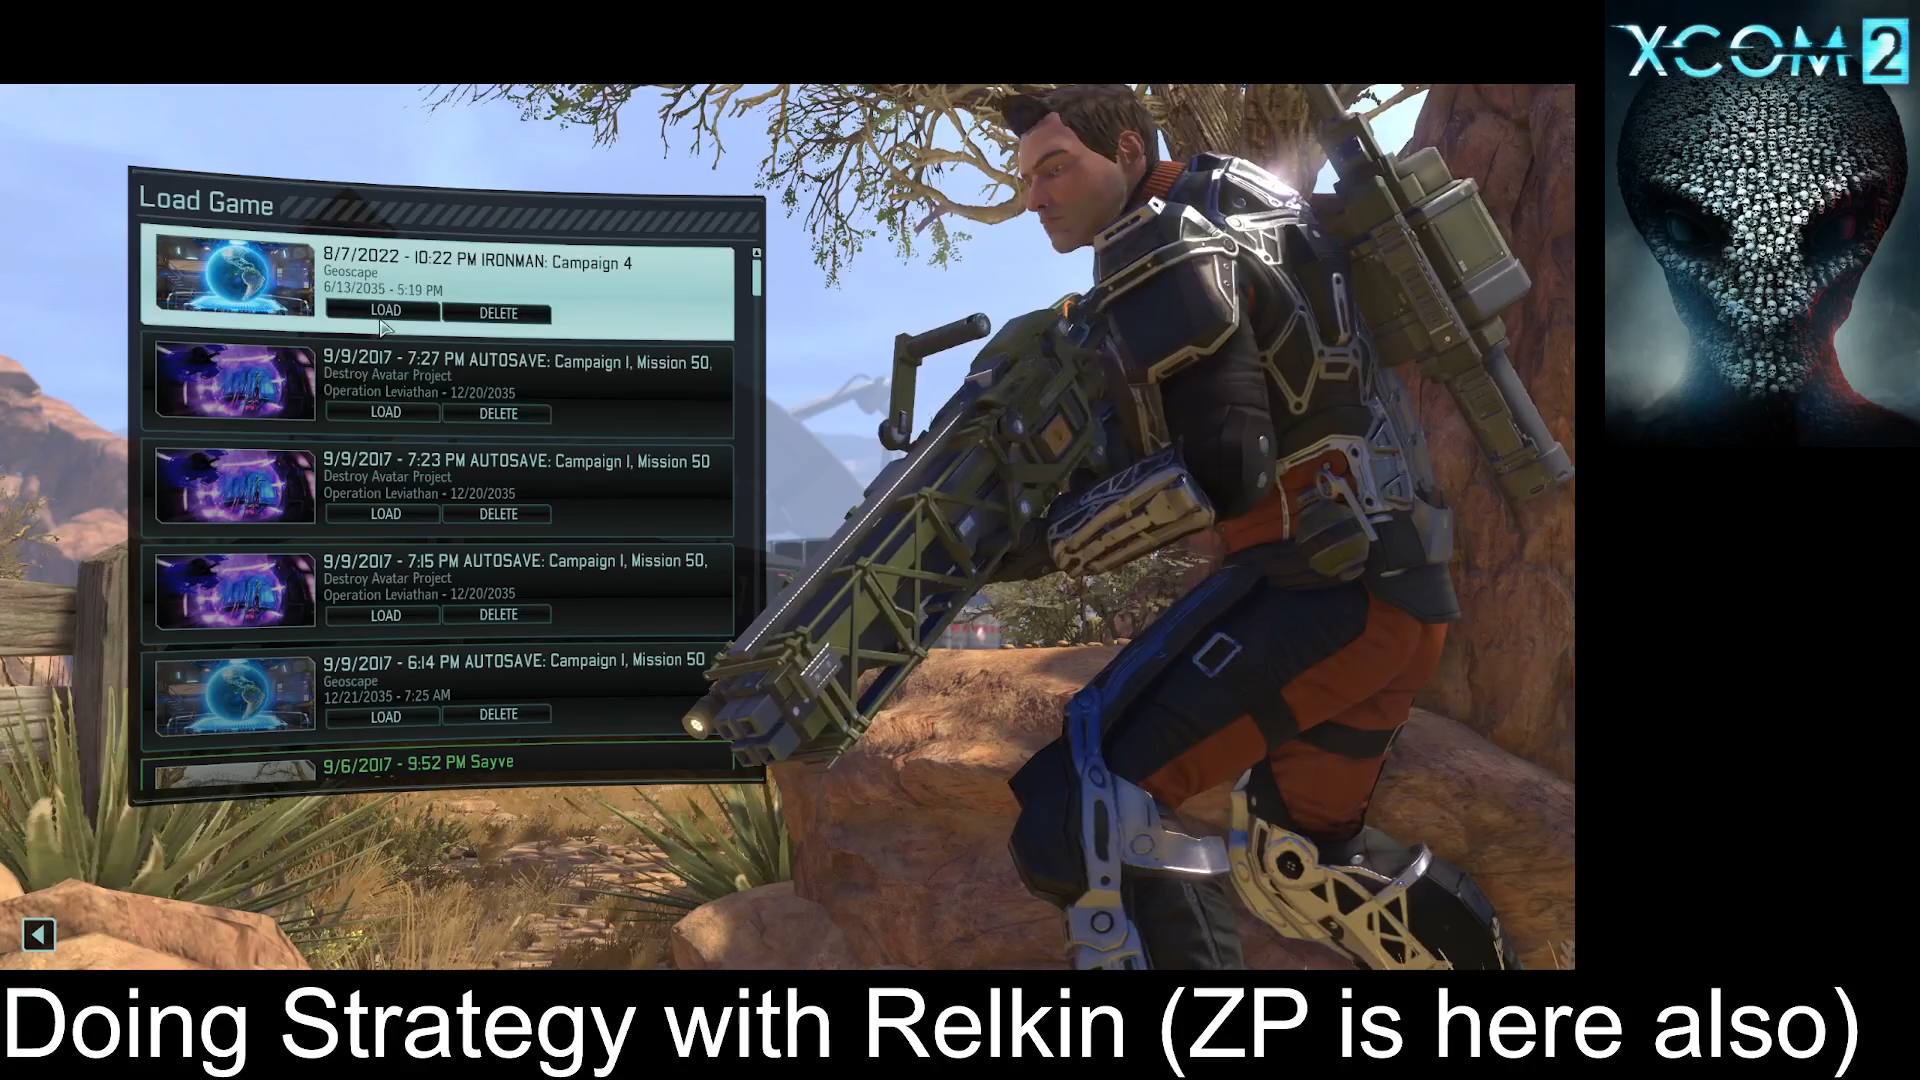 XCOM 2
Load Game
8/7/2022 - 10:22 PM IRONMAN: Campaign 4
Geoscape
6/13/2035 - 5:19 PM
LOAD DELETE
9/9/2017 - 7:27 PM AUTOSAVE: Campaign 1, Mission 50,
Destroy Avatar Project
Operation Leviathan - 12/20/2035
LOAD DELETE
9/9/2017 - 7:23 PM AUTOSAVE: Campaign 1, Mission 50
Destroy Avatar Project
Operation Leviathan - 12/20/2035
LOAD DELETE
9/9/2017 - 7:15 PM AUTOSAVE: Campaign 1, Mission 50,
Destroy Avatar Project
Operation Leviathan - 12/20/2035
LOAD DELETE
9/9/2017 - 6:14 PM AUTOSAVE: Campaign 1, Mission 50
Geoscape
12/21/2035 - 7:25 AM
LOAD DELETE
9/6/2017 - 9:52 PM Sayve
Doing Strategy with Relkin (ZP is here also)